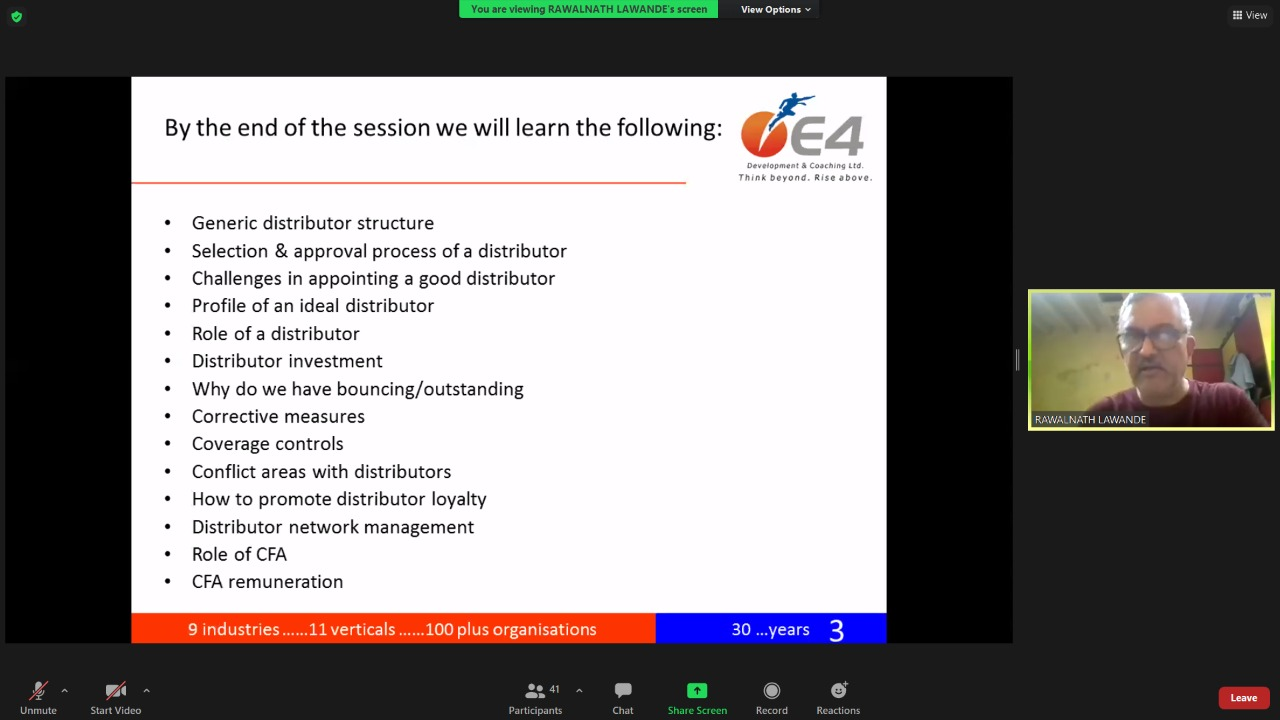 You are viewing RAWALNATH LAWANDE's screen
View Options
View
By the end of the session we will learn the following:
E4
Development & Coaching Ltd.
Think beyond. Rise above.
• Generic distributor structure
• Selection & approval process of a distributor
• Challenges in appointing a good distributor
• Profile of an ideal distributor
• Role of a distributor
• Distributor investment
• Why do we have bouncing/outstanding
• Corrective measures
• Coverage controls
• Conflict areas with distributors
• How to promote distributor loyalty
• Distributor network management
• Role of CFA
• CFA remuneration
9 industries ......11 verticals ......100 plus organisations
30 ...years 3
RAWALNATH LAWANDE
Unmute
Start Video
41
Participants
Chat
Share Screen
Record
Reactions
Leave